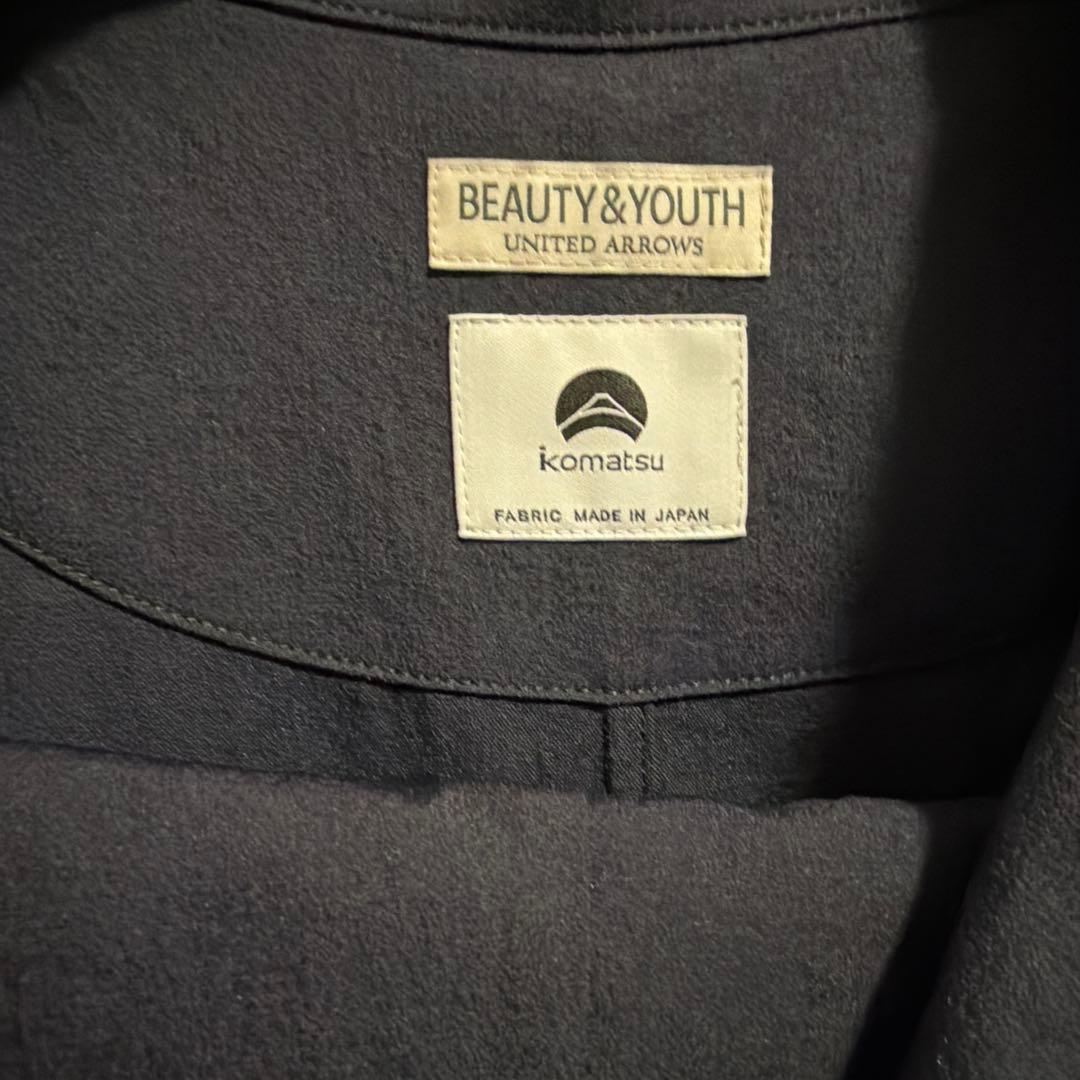 BEAUTY&YOUTH
UNITED ARROWS
komatsu
FABRIC MADE IN JAPAN